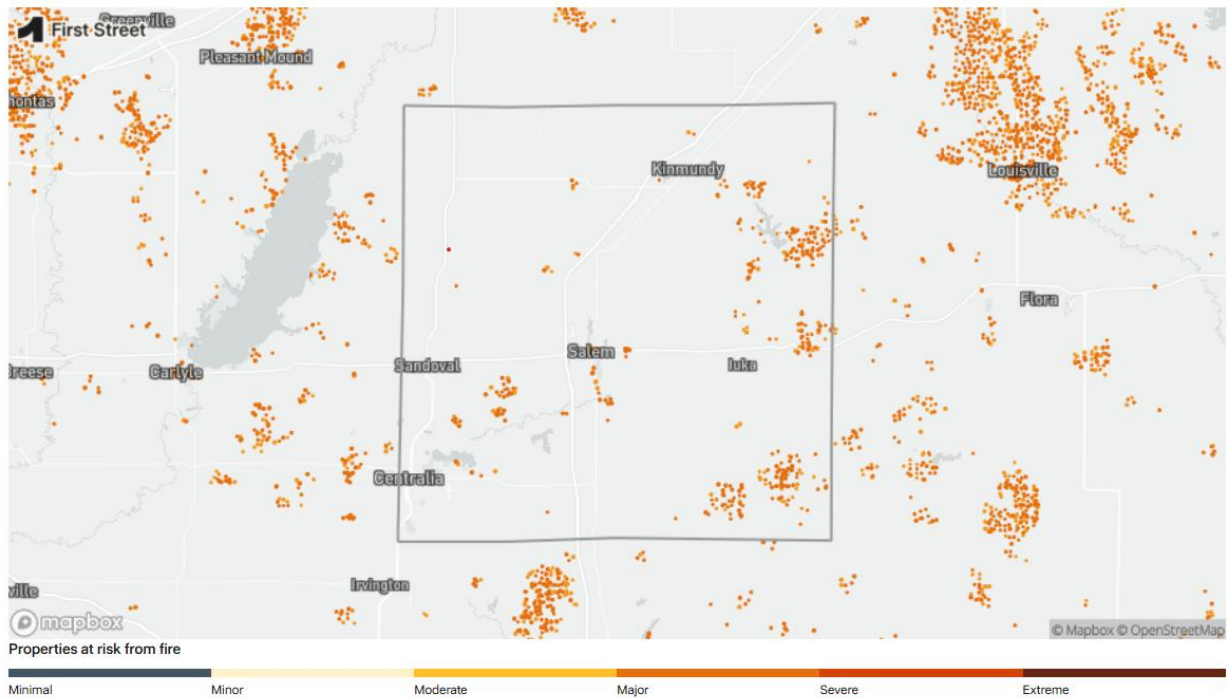 Greenville
First Street
Pleasant Mound
montas
Kinmundy
Louisville
Flora
Salem
Sandoval
Iuka
Breese
Carlyle
Centralia
Irvington
ville
mapbox
© Mapbox © OpenStreetMap
Properties at risk from fire
Minimal Minor Moderate Major Severe Extreme